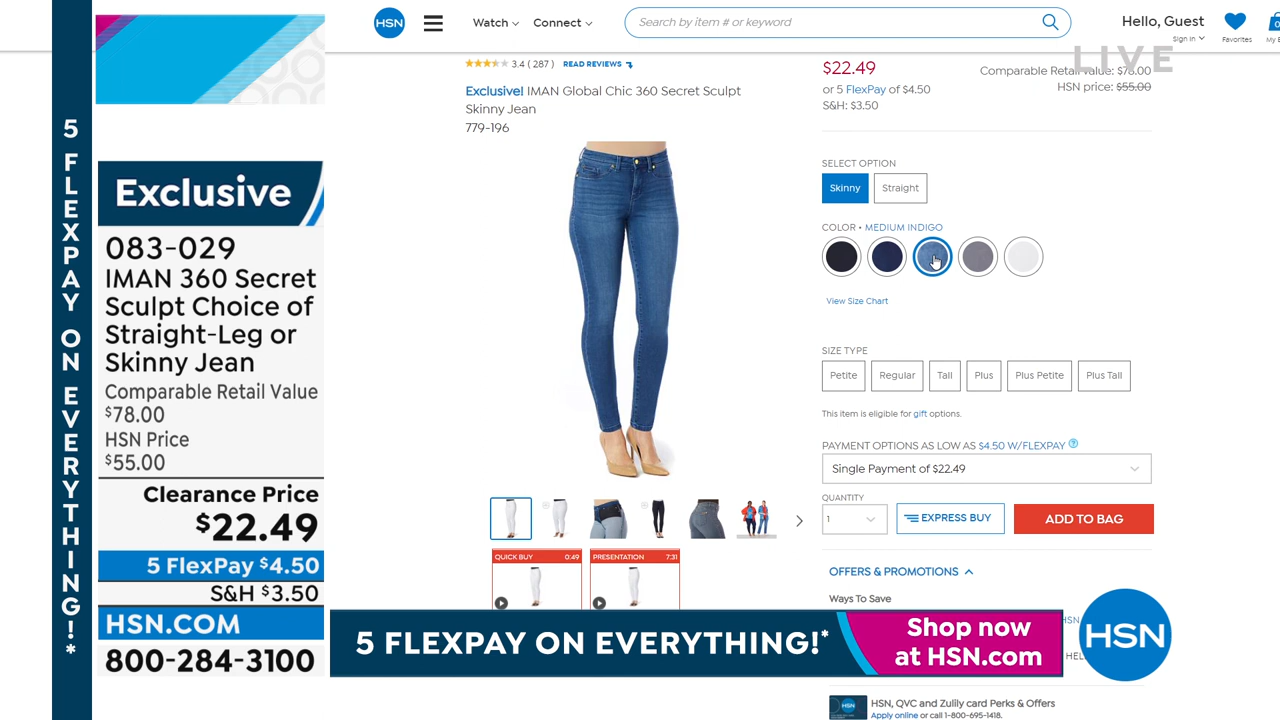 5 FLEXPAY ON EVERYTHING!*
Exclusive
083-029
IMAN 360 Secret
Sculpt Choice of
Straight-Leg or
Skinny Jean
Comparable Retail Value
$78.00
HSN Price
$55.00
Clearance Price
$22.49
5 FlexPay $4.50
S&H $3.50
HSN.COM
800-284-3100
HSN
Watch
Connect
Search by item # or keyword
Hello, Guest
Sign In
Favorites
My
0
LIVE
3.4 ( 287 )
READ REVIEWS
Exclusive! IMAN Global Chic 360 Secret Sculpt
Skinny Jean
779-196
$22.49
or 5 FlexPay of $4.50
S&H: $3.50
Comparable Retail Value: $78.00
HSN price: $55.00
SELECT OPTION
Skinny
Straight
COLOR • MEDIUM INDIGO
View Size Chart
SIZE TYPE
Petite
Regular
Tall
Plus
Plus Petite
Plus Tall
This item is eligible for gift options.
PAYMENT OPTIONS AS LOW AS $4.50 W/FLEXPAY ?
Single Payment of $22.49
QUANTITY
1
EXPRESS BUY
ADD TO BAG
QUICK BUY 0:49
PRESENTATION 7:31
OFFERS & PROMOTIONS
Ways To Save
5 FLEXPAY ON EVERYTHING!*
Shop now
at HSN.com
HSN
HSN
HSN, QVC and Zulily card Perks & Offers
Apply online or call 1-800-695-1418.